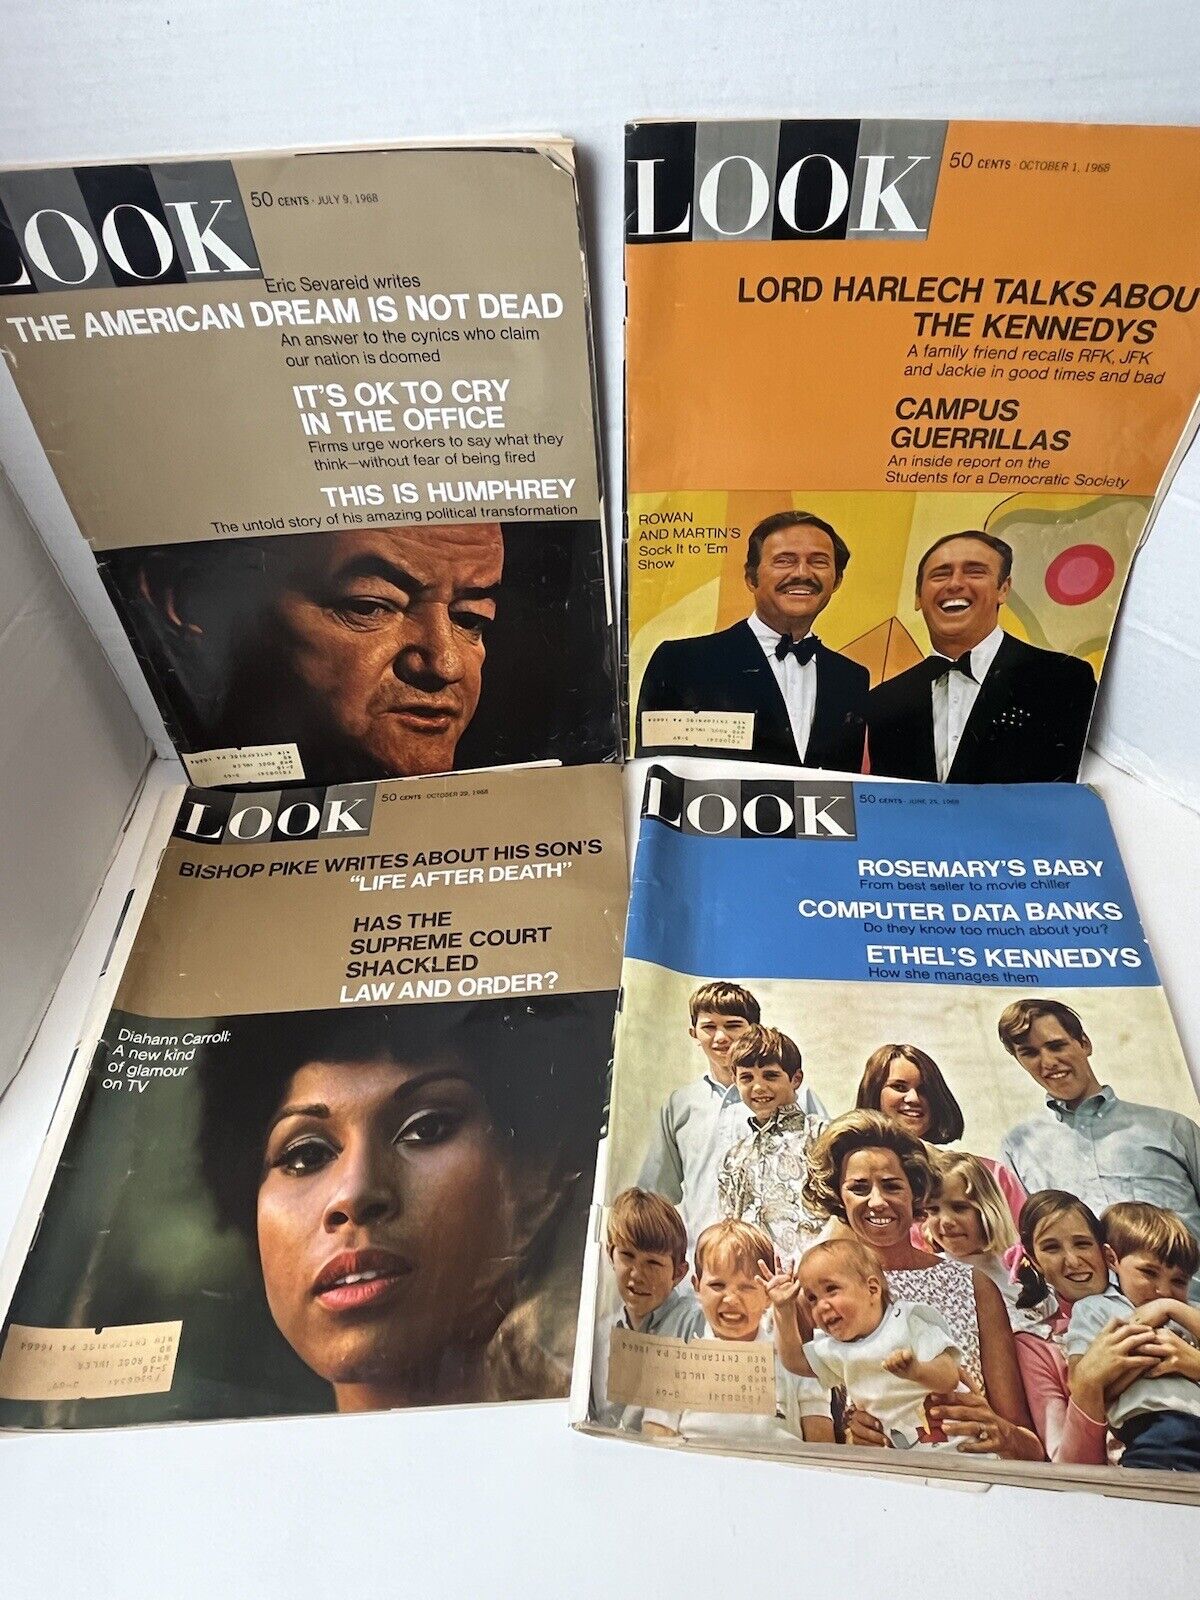 LOOK
50 CENTS · JULY 9, 1968
Eric Sevareid writes
THE AMERICAN DREAM IS NOT DEAD
An answer to the cynics who claim
our nation is doomed
IT'S OK TO CRY
IN THE OFFICE
Firms urge workers to say what they
think—without fear of being fired
THIS IS HUMPHREY
The untold story of his amazing political transformation
LOOK
50 CENTS · OCTOBER 1, 1968
LORD HARLECH TALKS ABOU
THE KENNEDYS
A family friend recalls RFK, JFK
and Jackie in good times and bad
CAMPUS
GUERRILLAS
An inside report on the
Students for a Democratic Society
ROWAN
AND MARTIN'S
Sock It to 'Em
Show
LOOK
50 CENTS · OCTOBER 29, 1968
BISHOP PIKE WRITES ABOUT HIS SON'S
"LIFE AFTER DEATH"
HAS THE
SUPREME COURT
SHACKLED
LAW AND ORDER?
Diahann Carroll:
A new kind
of glamour
on TV
LOOK
50 CENTS · JUNE 25, 1968
ROSEMARY'S BABY
From best seller to movie chiller
COMPUTER DATA BANKS
Do they know too much about you?
ETHEL'S KENNEDYS
How she manages them